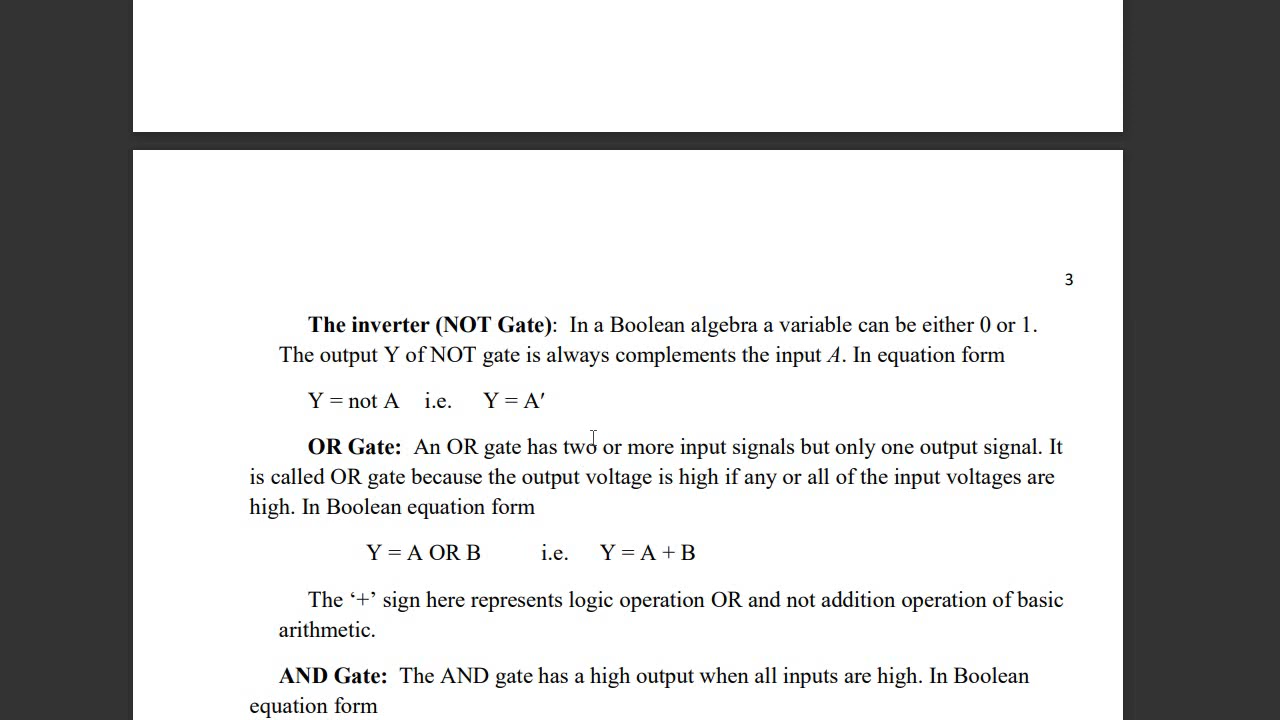 3
The inverter (NOT Gate):  In a Boolean algebra a variable can be either 0 or 1.
The output Y of NOT gate is always complements the input A. In equation form
Y = not A    i.e.    Y = A′
OR Gate:  An OR gate has two or more input signals but only one output signal. It
is called OR gate because the output voltage is high if any or all of the input voltages are
high. In Boolean equation form
Y = A OR B    i.e.    Y = A + B
The ‘+’ sign here represents logic operation OR and not addition operation of basic
arithmetic.
AND Gate:  The AND gate has a high output when all inputs are high. In Boolean
equation form